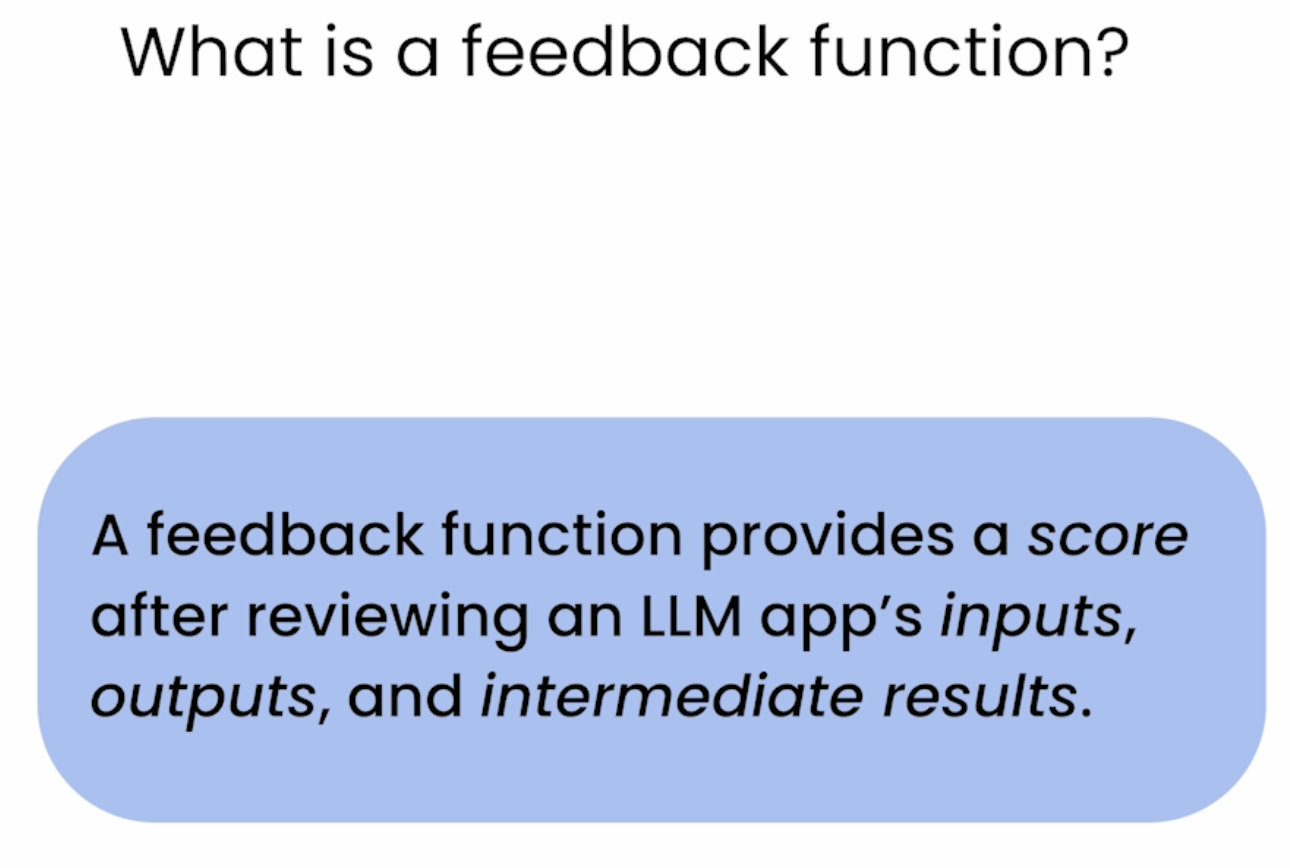 What is a feedback function?
A feedback function provides a score
after reviewing an LLM app’s inputs,
outputs, and intermediate results.